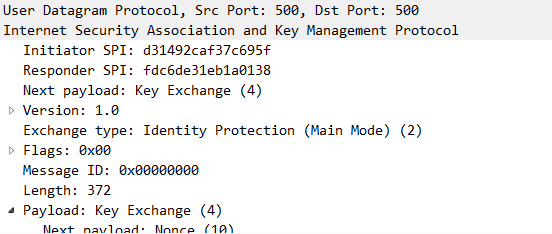 User Datagram Protocol, Src Port: 500, Dst Port: 500
Internet Security Association and Key Management Protocol
Initiator SPI: d31492caf37c695f
Responder SPI: fdc6de31eb1a0138
Next payload: Key Exchange (4)
Version: 1.0
Exchange type: Identity Protection (Main Mode) (2)
Flags: 0x00
Message ID: 0x00000000
Length: 372
Payload: Key Exchange (4)
Next payload: Nonce (10)